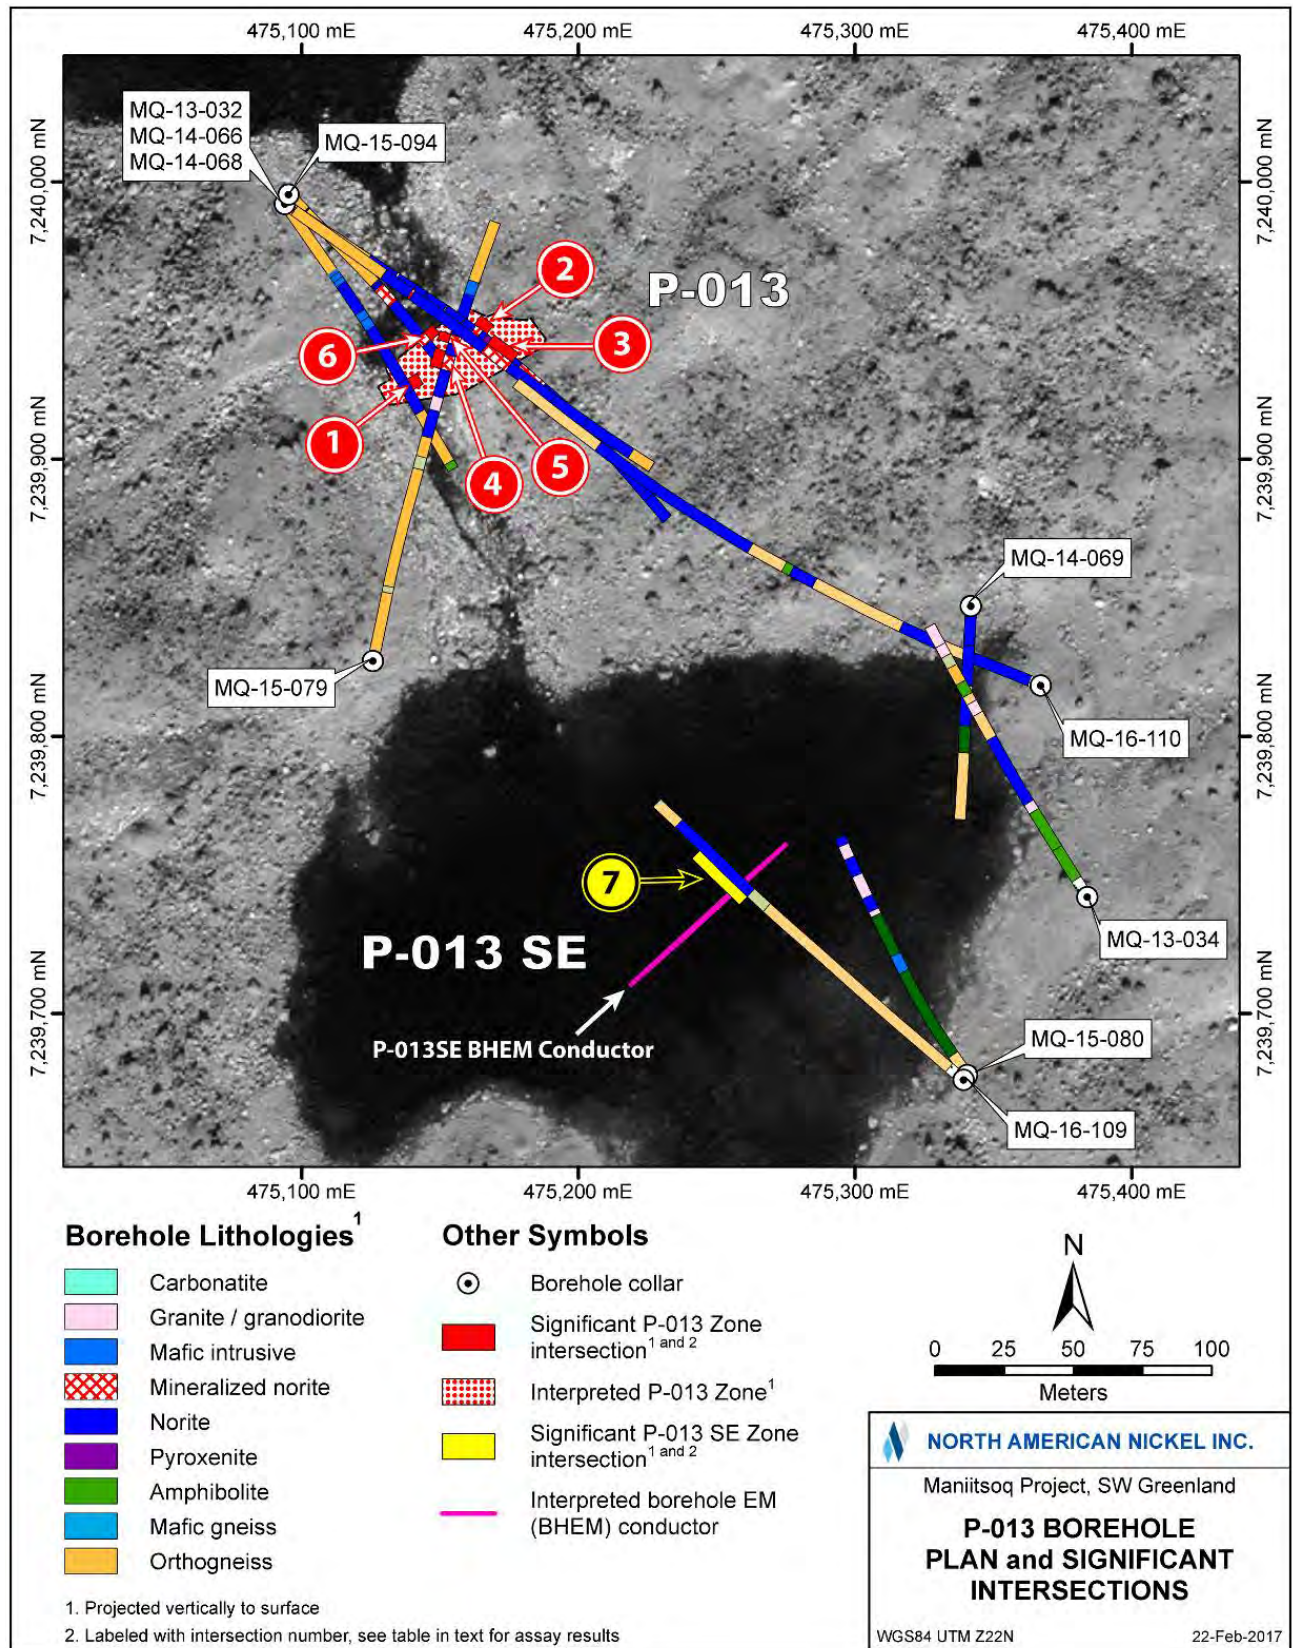 475,100 mE
475,200 mE
475,300 mE
475,400 mE
MQ-13-032
MQ-14-066
MQ-14-068
MQ-15-094
7,240,000 mN
7,240,000 mN
2
P-013
6
3
1
4
5
7,239,900 mN
7,239,900 mN
MQ-14-069
MQ-15-079
MQ-16-110
7,239,800 mN
7,239,800 mN
7
P-013 SE
MQ-13-034
P-013SE BHEM Conductor
7,239,700 mN
7,239,700 mN
MQ-15-080
MQ-16-109
475,100 mE
475,200 mE
475,300 mE
475,400 mE
Borehole Lithologies1
Carbonatite
Granite / granodiorite
Mafic intrusive
Mineralized norite
Norite
Pyroxenite
Amphibolite
Mafic gneiss
Orthogneiss
Other Symbols
Borehole collar
Significant P-013 Zone
intersection1 and 2
Interpreted P-013 Zone1
Significant P-013 SE Zone
intersection1 and 2
Interpreted borehole EM
(BHEM) conductor
N
0 25 50 75 100
Meters
NORTH AMERICAN NICKEL INC.
Maniitsoq Project, SW Greenland
P-013 BOREHOLE
PLAN and SIGNIFICANT
INTERSECTIONS
WGS84 UTM Z22N
22-Feb-2017
1. Projected vertically to surface
2. Labeled with intersection number, see table in text for assay results